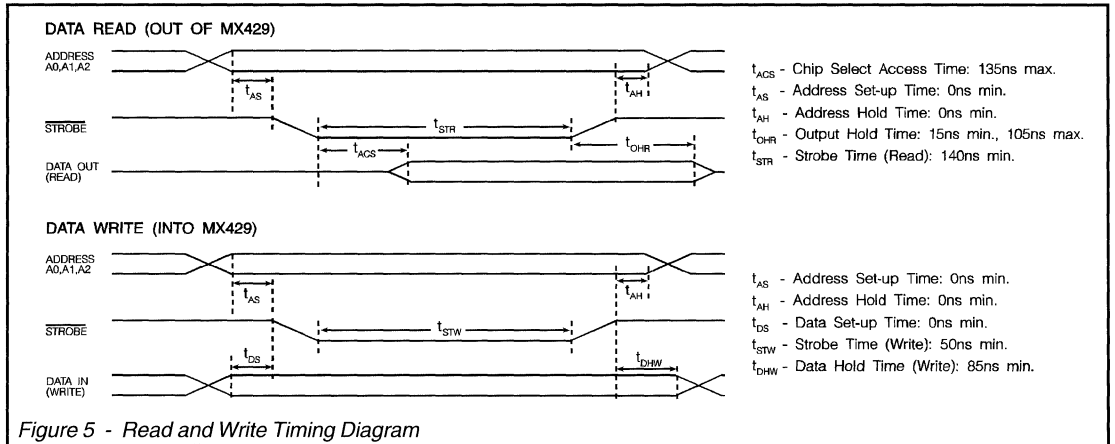 DATA READ (OUT OF MX429)
ADDRESS
A0,A1,A2
tAS
tAH
STROBE
tSTR
tACS
tOHR
DATA OUT
(READ)
tACS - Chip Select Access Time: 135ns max.
tAS - Address Set-up Time: 0ns min.
tAH - Address Hold Time: 0ns min.
tOHR - Output Hold Time: 15ns min., 105ns max.
tSTR - Strobe Time (Read): 140ns min.
DATA WRITE (INTO MX429)
ADDRESS
A0,A1,A2
tAS
tAH
STROBE
tSTW
tDS
tDHW
DATA IN
(WRITE)
tAS - Address Set-up Time: 0ns min.
tAH - Address Hold Time: 0ns min.
tDS - Data Set-up Time: 0ns min.
tSTW - Strobe Time (Write): 50ns min.
tDHW - Data Hold Time (Write): 85ns min.
Figure 5 - Read and Write Timing Diagram